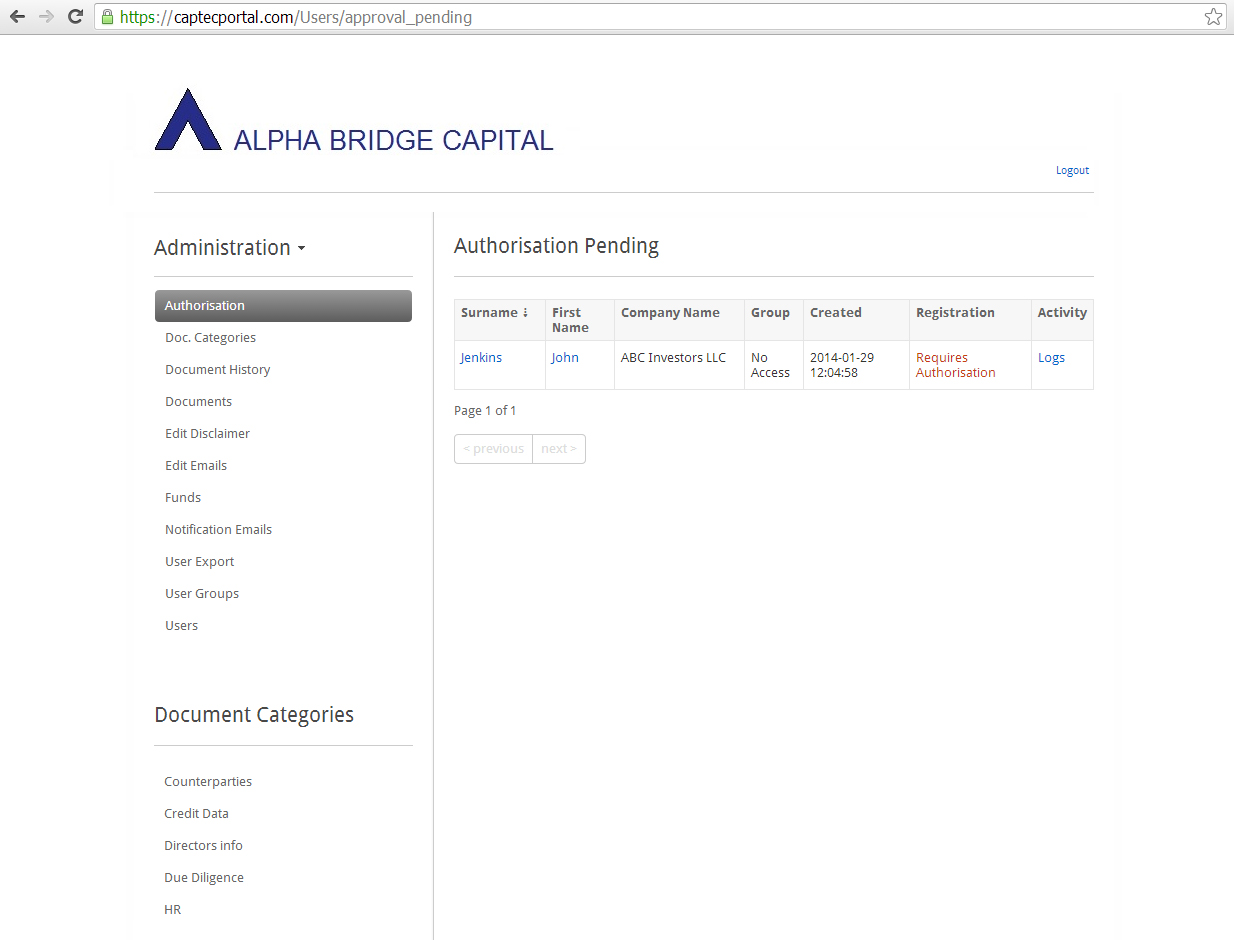 https://captecportal.com/Users/approval_pending
ALPHA BRIDGE CAPITAL
Logout
Administration
Authorisation
Doc. Categories
Document History
Documents
Edit Disclaimer
Edit Emails
Funds
Notification Emails
User Export
User Groups
Users
Document Categories
Counterparties
Credit Data
Directors info
Due Diligence
HR
Authorisation Pending
Surname ↓ First Name Company Name Group Created Registration Activity
Jenkins John ABC Investors LLC No Access 2014-01-29 12:04:58 Requires Authorisation Logs
Page 1 of 1
< previous next >